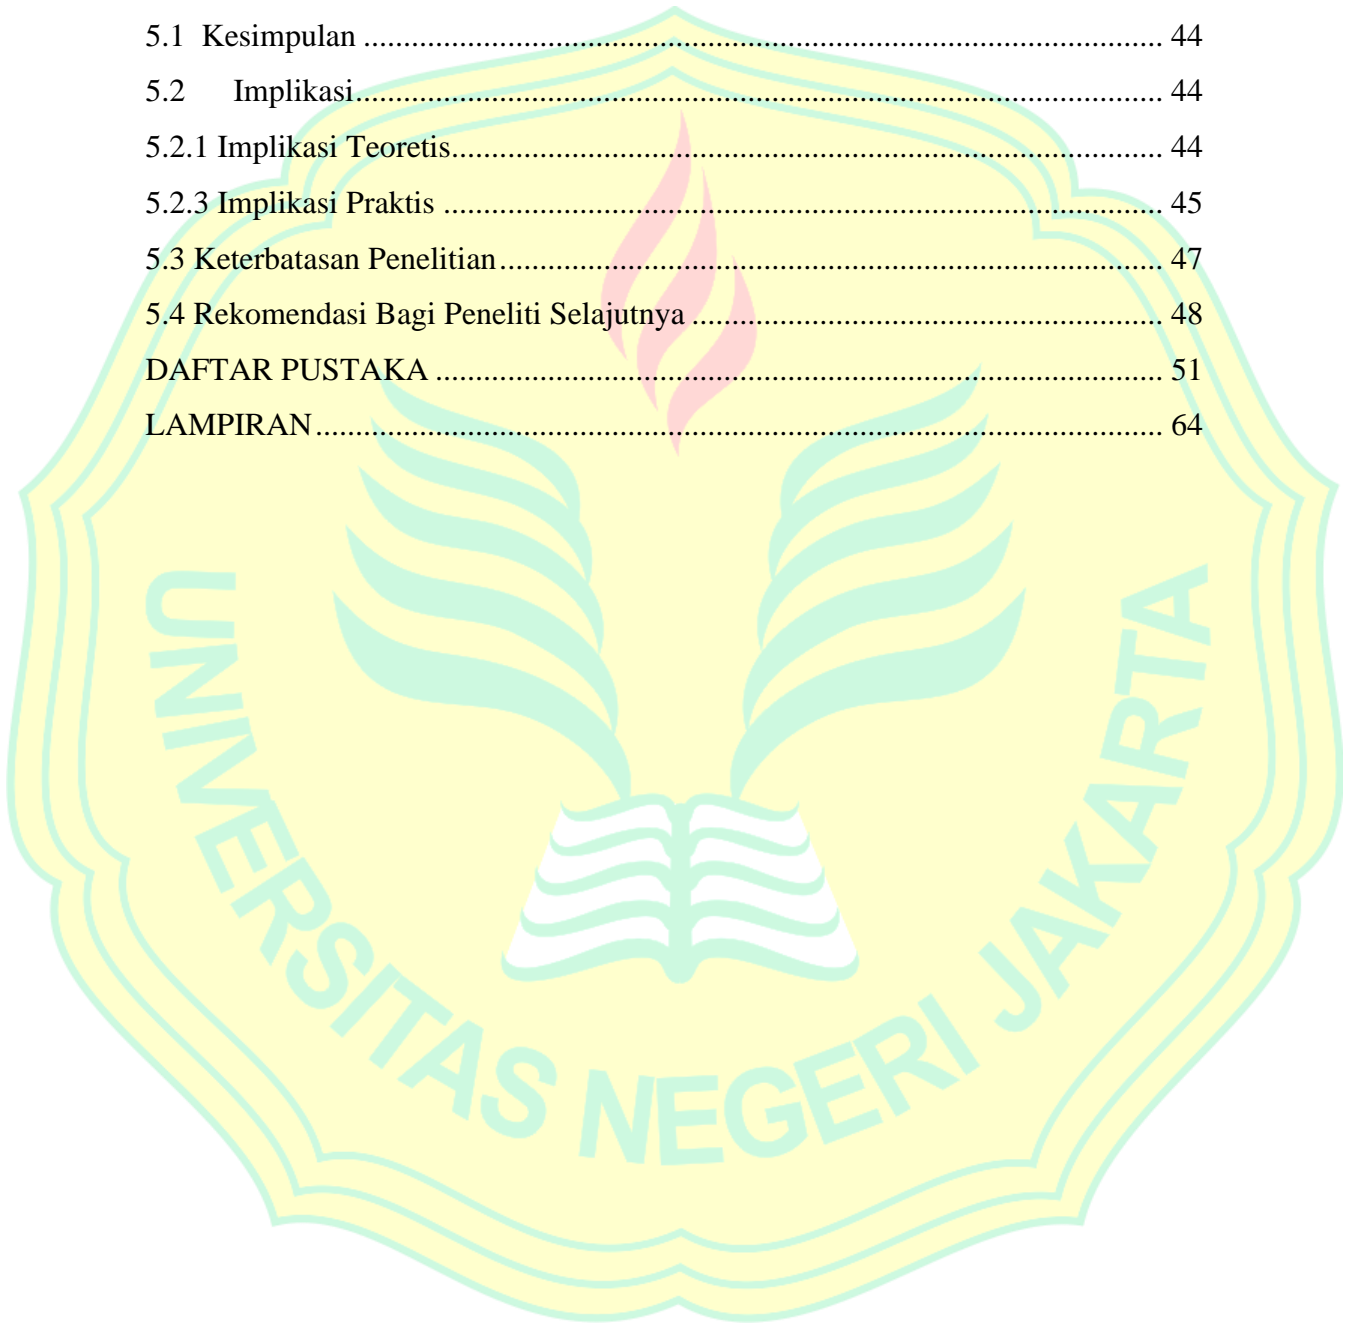 5.1 Kesimpulan ................................................................ 44
5.2 Implikasi ................................................................ 44
5.2.1 Implikasi Teoretis ................................................................ 44
5.2.3 Implikasi Praktis ................................................................ 45
5.3 Keterbatasan Penelitian ................................................................ 47
5.4 Rekomendasi Bagi Peneliti Selajutnya ................................................................ 48
DAFTAR PUSTAKA ................................................................ 51
LAMPIRAN ................................................................ 64
UNIVERSITAS NEGERI JAKARTA